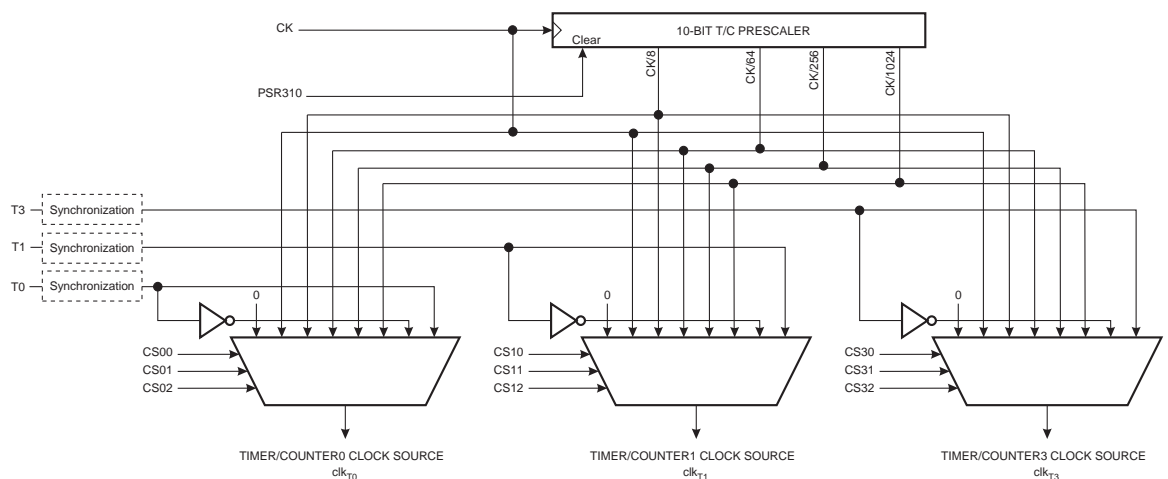 CK
10-BIT T/C PRESCALER
Clear
CK/8
CK/64
CK/256
CK/1024
PSR310
T3
Synchronization
T1
Synchronization
T0
Synchronization
0
0
0
CS00
CS01
CS02
CS10
CS11
CS12
CS30
CS31
CS32
TIMER/COUNTER0 CLOCK SOURCE
clkT0
TIMER/COUNTER1 CLOCK SOURCE
clkT1
TIMER/COUNTER3 CLOCK SOURCE
clkT3